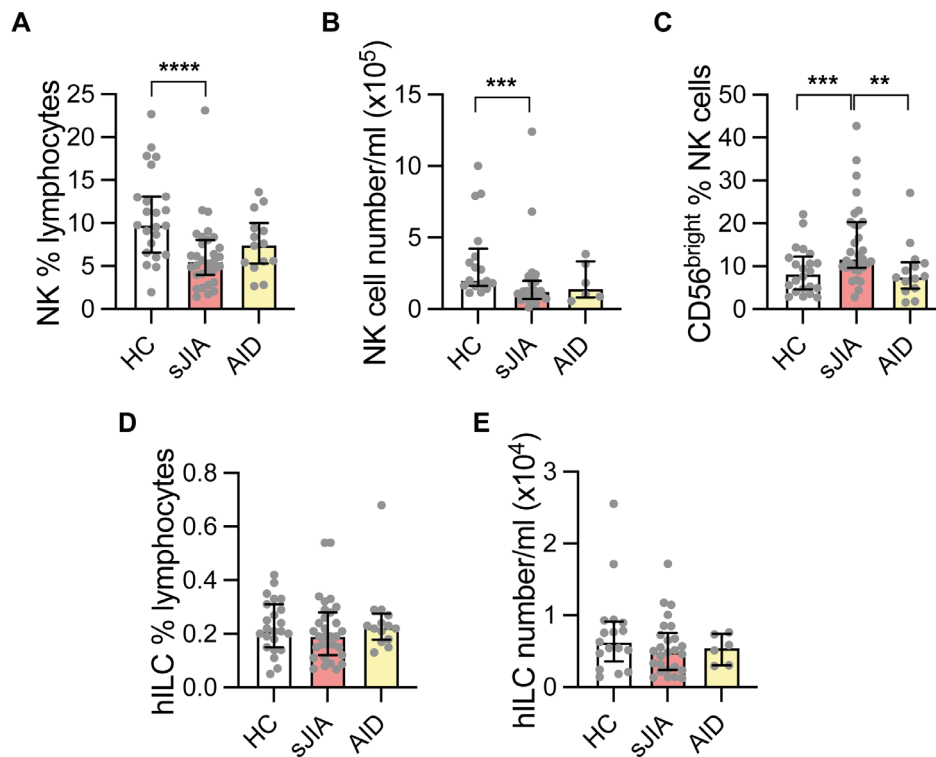 A
NK % lymphocytes
25
20
15
10
5
0
****
HC
sJIA
AID
B
NK cell number/ml (x10⁵)
15
10
5
0
***
HC
sJIA
AID
C
CD56ᵇʳⁱᵍʰᵗ % NK cells
50
40
30
20
10
0
***
**
HC
sJIA
AID
D
hILC % lymphocytes
0.8
0.6
0.4
0.2
0.0
HC
sJIA
AID
E
hILC number/ml (x10⁴)
3
2
1
0
HC
sJIA
AID